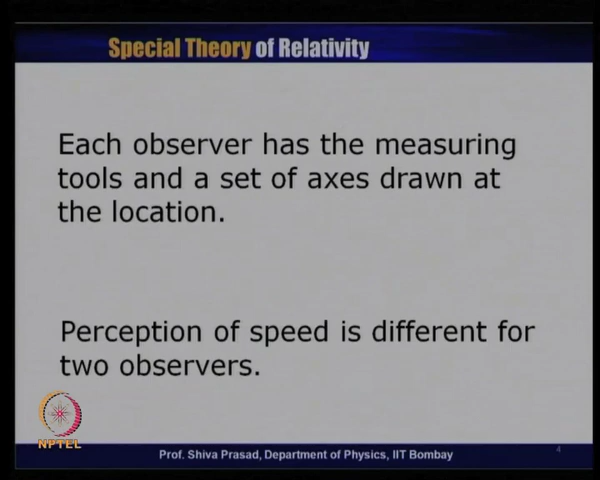 Special Theory of Relativity
Each observer has the measuring
tools and a set of axes drawn at
the location.
Perception of speed is different for
two observers.
NPTEL
Prof. Shiva Prasad, Department of Physics, IIT Bombay
4